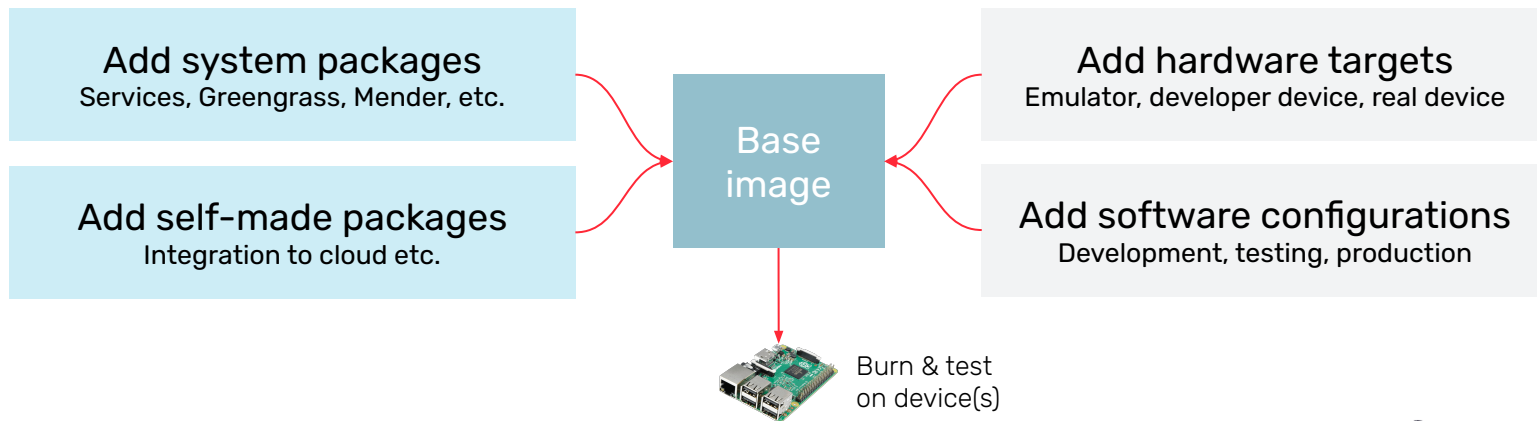 Add system packages
Services, Greengrass, Mender, etc.
Add self-made packages
Integration to cloud etc.
Base
image
Add hardware targets
Emulator, developer device, real device
Add software configurations
Development, testing, production
Burn & test
on device(s)